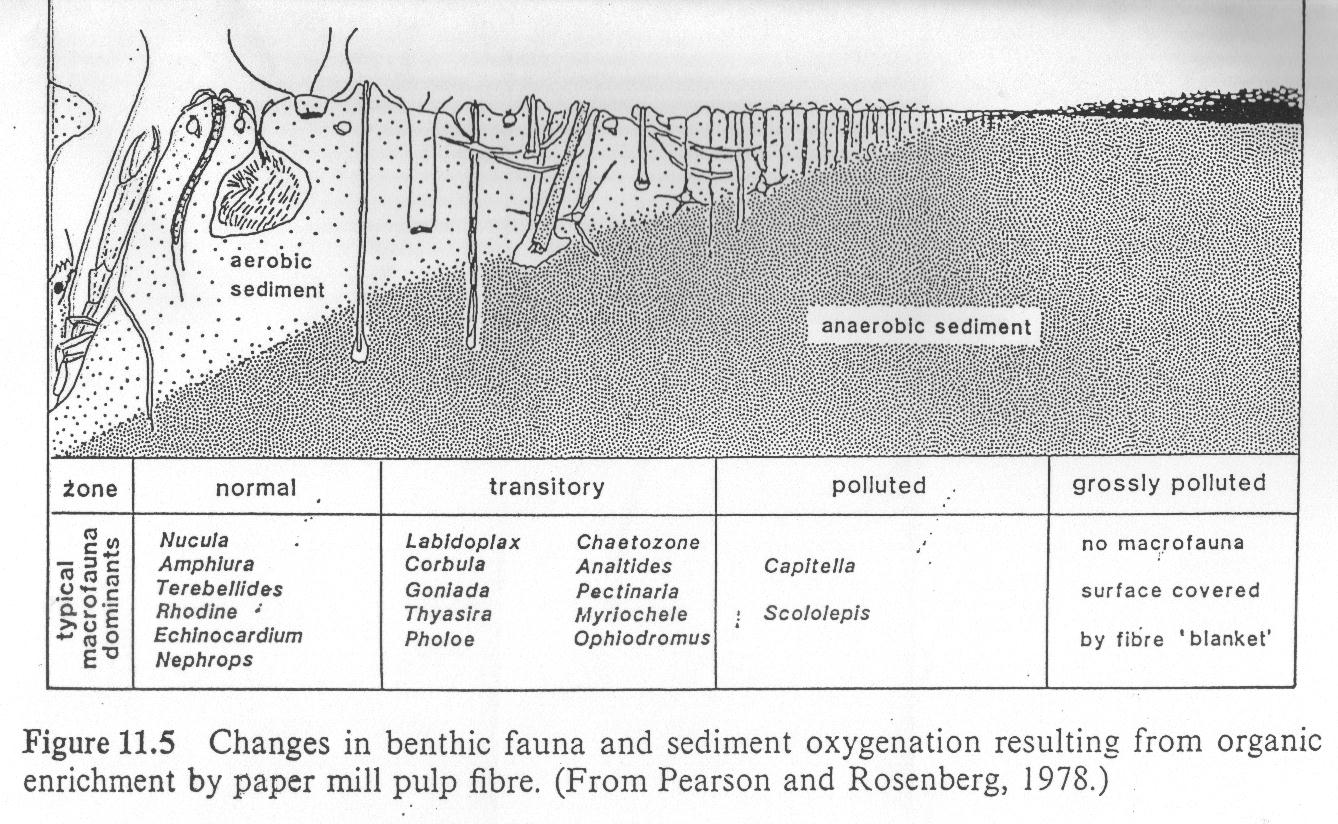 aerobic
sediment
anaerobic sediment
zone normal transitory polluted grossly polluted
typical
macrofauna
dominants
Nucula
Amphiura
Terebellides
Rhodine
Echinocardium
Nephrops
Labidoplax Chaetozone
Corbula Analtides
Goniada Pectinaria
Thyasira Myriochele
Pholoe Ophiodromus
Capitella
Scololepis
no macrofauna
surface covered
by fibre 'blanket'
Figure 11.5 Changes in benthic fauna and sediment oxygenation resulting from organic
enrichment by paper mill pulp fibre. (From Pearson and Rosenberg, 1978.)